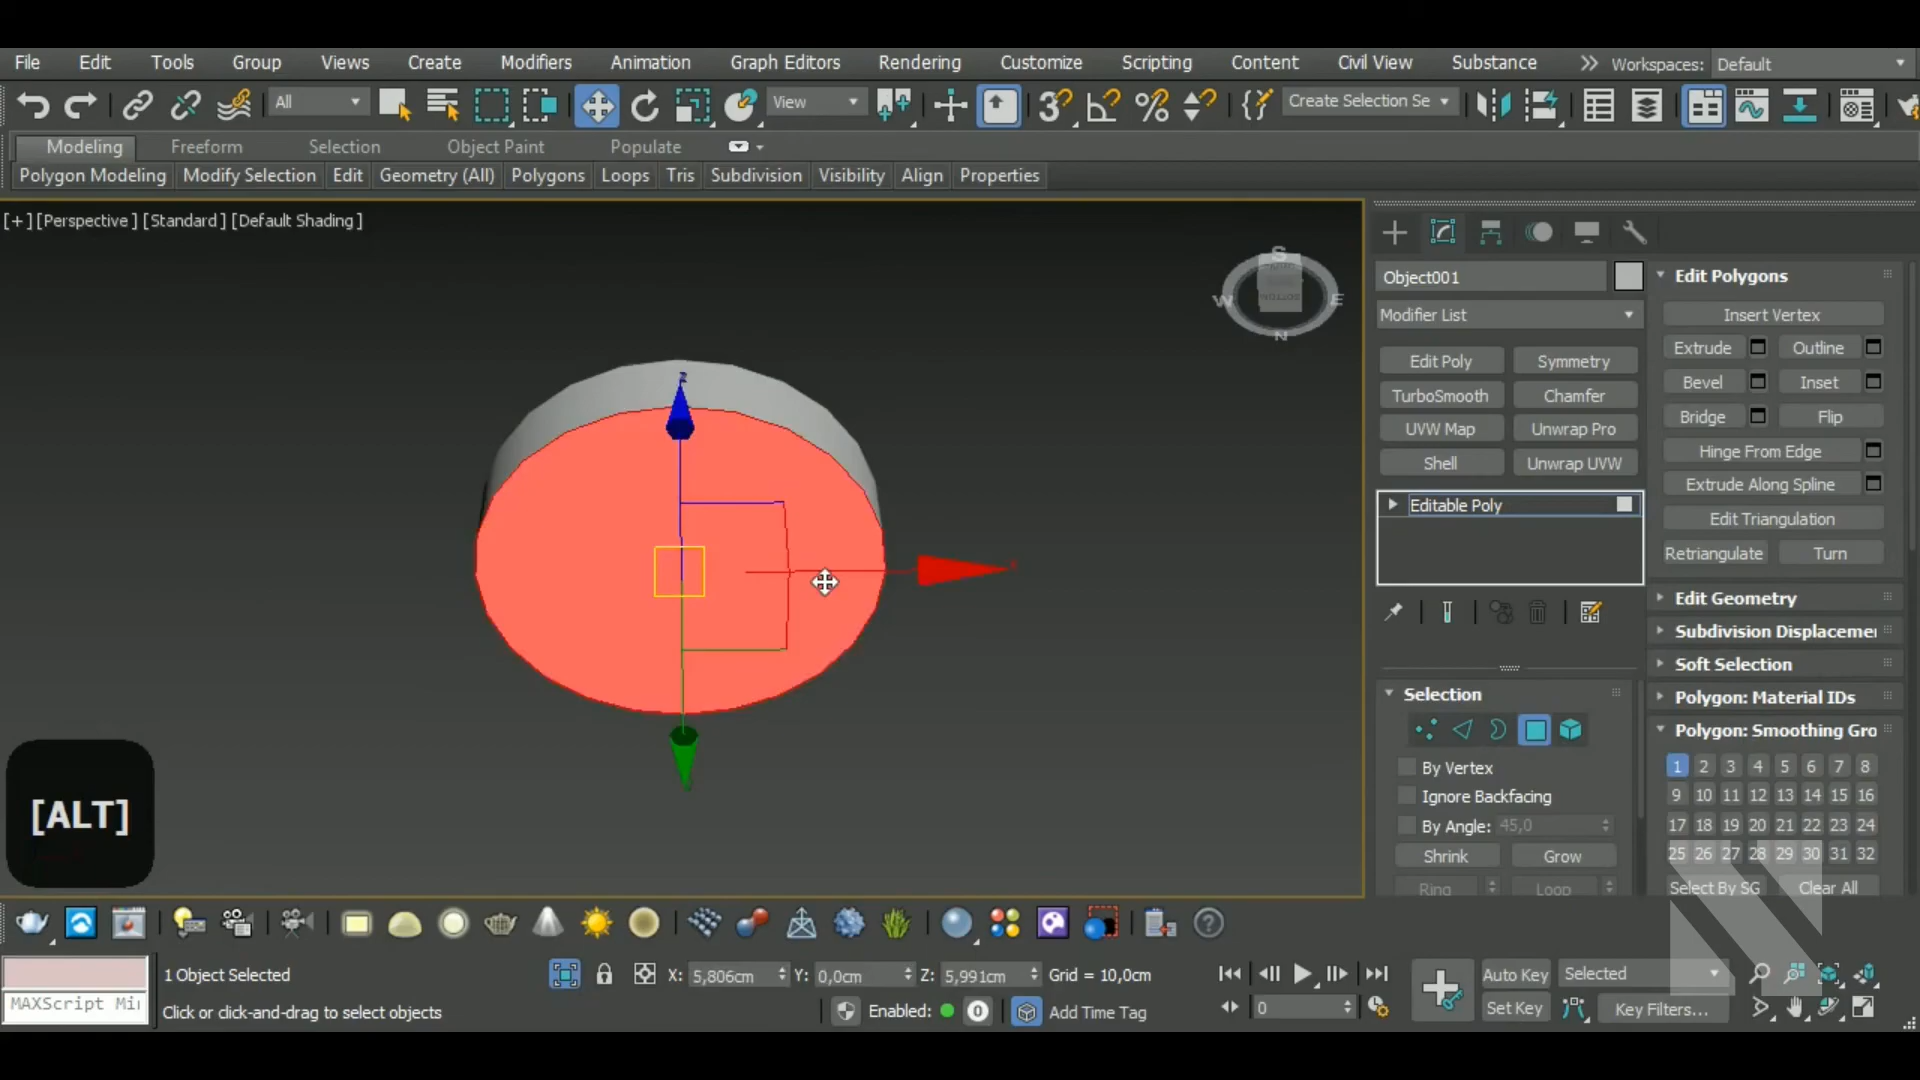 File Edit Tools Group Views Create Modifiers Animation Graph Editors Rendering Customize Scripting Content Civil View Substance Workspaces: Default
All View Create Selection Se
Modeling Freeform Selection Object Paint Populate
Polygon Modeling Modify Selection Edit Geometry (All) Polygons Loops Tris Subdivision Visibility Align Properties
[+] [Perspective ] [Standard ] [Default Shading ]
S
W E
N
z
x
Object001
Modifier List
Edit Poly Symmetry
TurboSmooth Chamfer
UVW Map Unwrap Pro
Shell Unwrap UVW
Editable Poly
Selection
By Vertex
Ignore Backfacing
By Angle: 45,0
Shrink Grow
Ring Loop
Edit Polygons
Insert Vertex
Extrude Outline
Bevel Inset
Bridge Flip
Hinge From Edge
Extrude Along Spline
Edit Triangulation
Retriangulate Turn
Edit Geometry
Subdivision Displacemen
Soft Selection
Polygon: Material IDs
Polygon: Smoothing Gro
1 2 3 4 5 6 7 8
9 10 11 12 13 14 15 16
17 18 19 20 21 22 23 24
25 26 27 28 29 30 31 32
Select By SG Clear All
[ALT]
1 Object Selected X: 5,806cm Y: 0,0cm Z: 5,991cm Grid = 10,0cm Auto Key Selected
MAXScript Mi
Click or click-and-drag to select objects Enabled: 0 Add Time Tag 0 Set Key Key Filters...